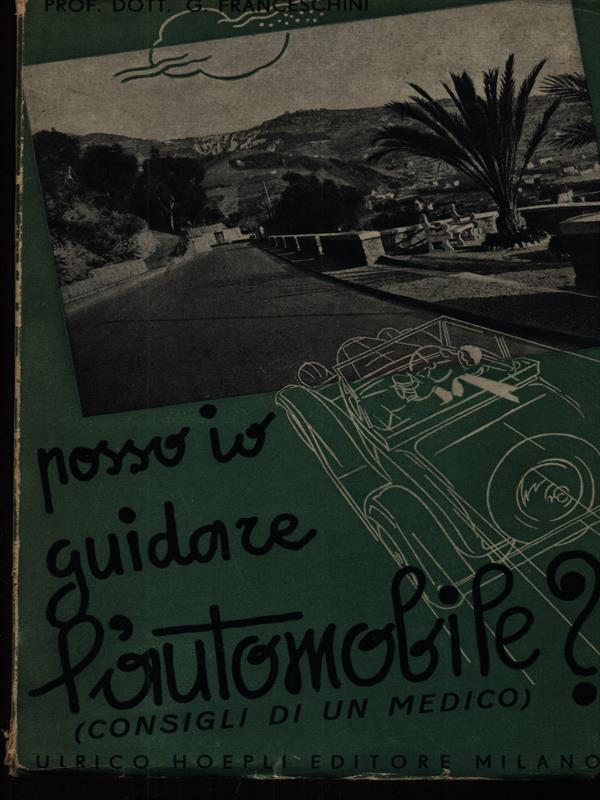 PROF. DOTT. G. FRANCESCHINI
posso io
guidare
l'automobile?
(CONSIGLI DI UN MEDICO)
ULRICO HOEPLI EDITORE MILANO